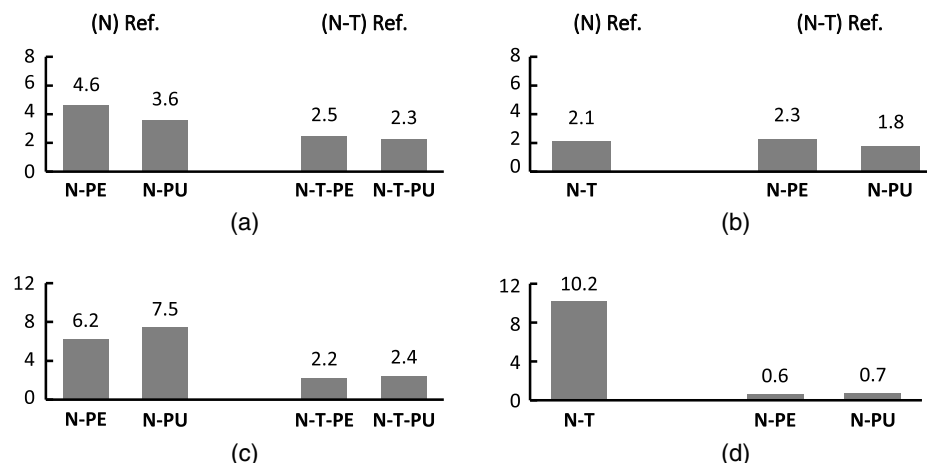 (N) Ref. (N-T) Ref.
8
6
4
2
0
4.6 3.6 2.5 2.3
N-PE N-PU N-T-PE N-T-PU
(a)
(N) Ref. (N-T) Ref.
8
6
4
2
0
2.1 2.3 1.8
N-T N-PE N-PU
(b)
12
8
4
0
6.2 7.5 2.2 2.4
N-PE N-PU N-T-PE N-T-PU
(c)
12
8
4
0
10.2 0.6 0.7
N-T N-PE N-PU
(d)